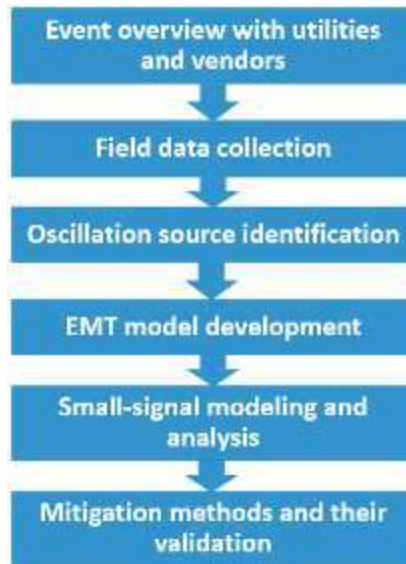 Event overview with utilities
and vendors
Field data collection
Oscillation source identification
EMT model development
Small-signal modeling and
analysis
Mitigation methods and their
validation